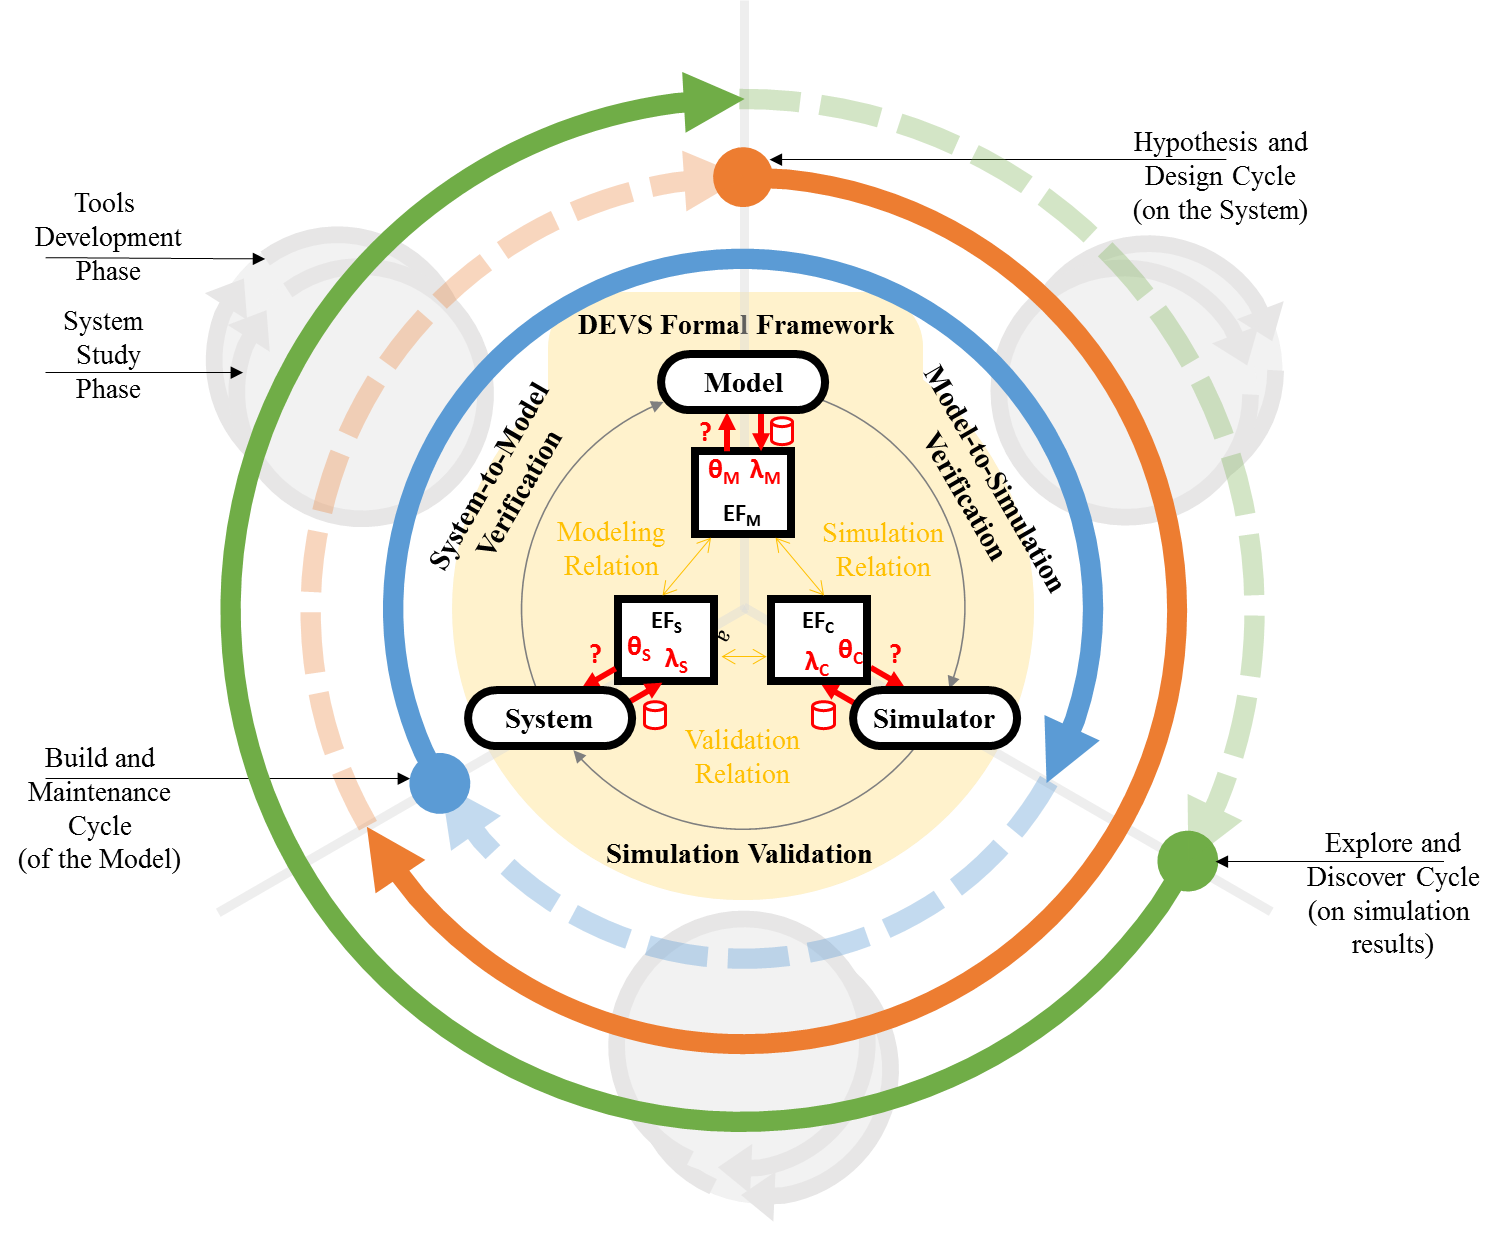 Hypothesis and
Design Cycle
(on the System)
Tools
Development
Phase
System
Study
Phase
DEVS Formal Framework
Model
System-to-Model
Verification
Model-to-Simulation
Verification
?
θM λM
EFM
Modeling
Relation
Simulation
Relation
EFS
θS
λS
?
a
EFC
θC
λC
?
System
Simulator
Validation
Relation
Simulation Validation
Build and
Maintenance
Cycle
(of the Model)
Explore and
Discover Cycle
(on simulation
results)